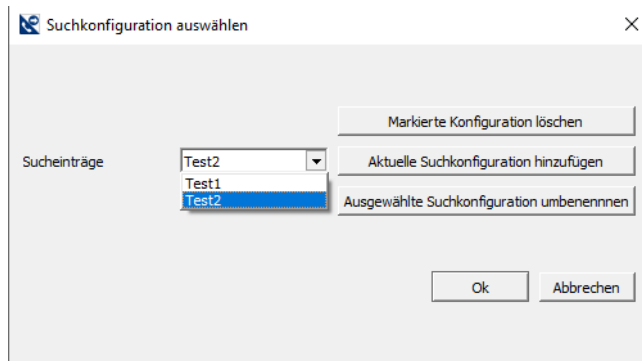 Suchkonfiguration auswählen
Markierte Konfiguration löschen
Sucheinträge
Test2
Aktuelle Suchkonfiguration hinzufügen
Test1
Test2
Ausgewählte Suchkonfiguration umbenennnen
Ok
Abbrechen